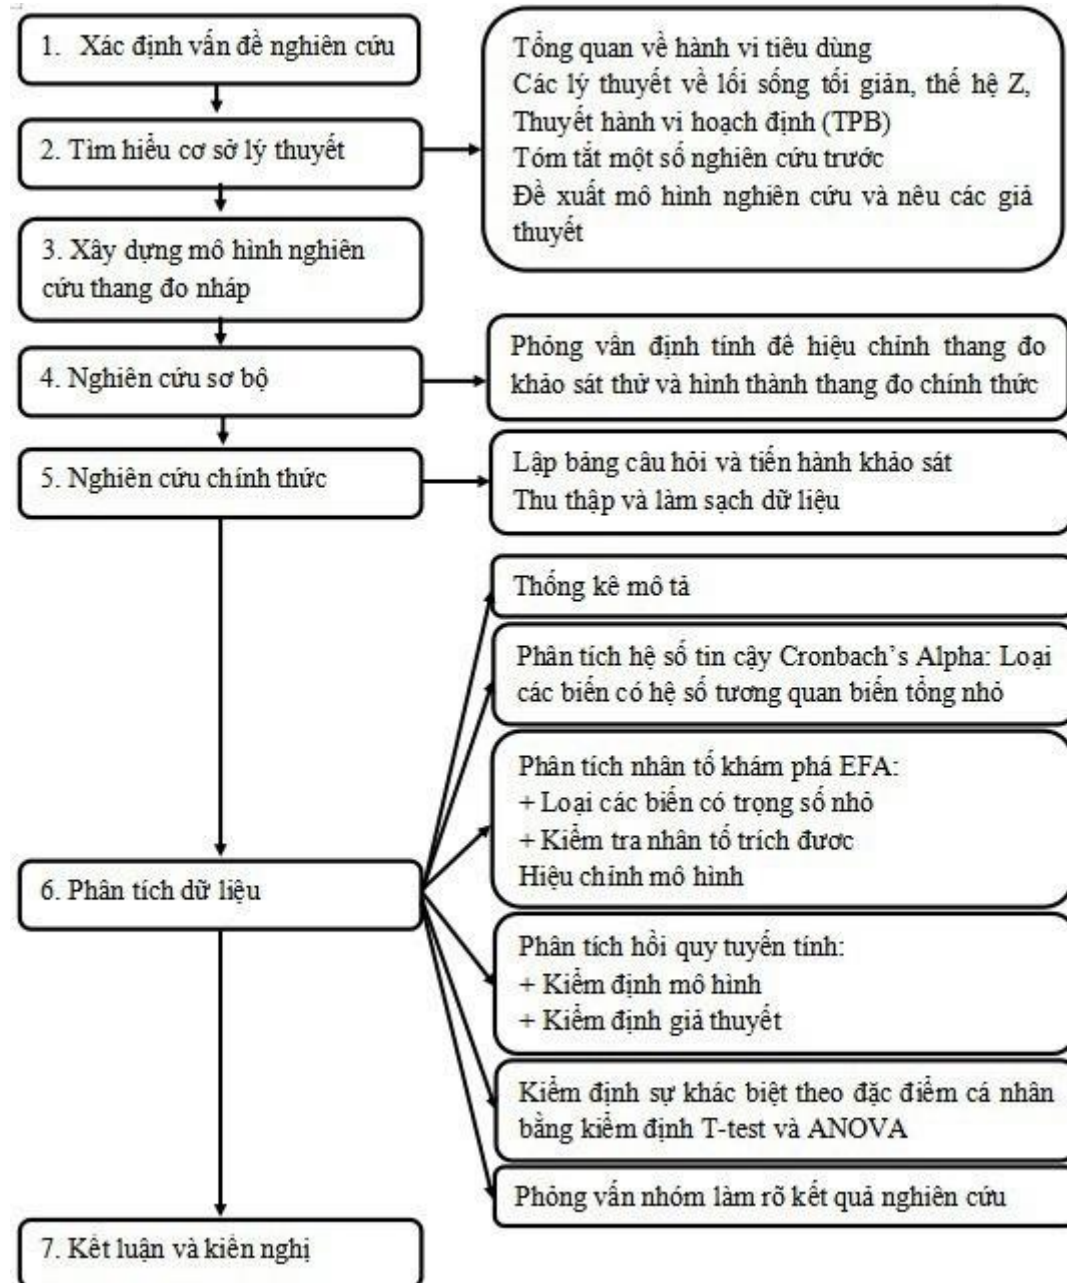 1. Xác định vấn đề nghiên cứu
Tổng quan về hành vi tiêu dùng
Các lý thuyết về lối sống tối giản, thế hệ Z,
Thuyết hành vi hoạch định (TPB)
Tóm tắt một số nghiên cứu trước
Đề xuất mô hình nghiên cứu và nêu các giả
thuyết
2. Tìm hiểu cơ sở lý thuyết
3. Xây dựng mô hình nghiên
cứu thang đo nháp
4. Nghiên cứu sơ bộ
Phỏng vấn định tính để hiệu chỉnh thang đo
khảo sát thử và hình thành thang đo chính thức
5. Nghiên cứu chính thức
Lập bảng câu hỏi và tiến hành khảo sát
Thu thập và làm sạch dữ liệu
6. Phân tích dữ liệu
Thống kê mô tả
Phân tích hệ số tin cậy Cronbach’s Alpha: Loại
các biến có hệ số tương quan biến tổng nhỏ
Phân tích nhân tố khám phá EFA:
+ Loại các biến có trọng số nhỏ
+ Kiểm tra nhân tố trích đươc
Hiệu chỉnh mô hình
Phân tích hồi quy tuyến tính:
+ Kiểm định mô hình
+ Kiểm định giả thuyết
Kiểm định sự khác biệt theo đặc điểm cá nhân
bằng kiểm định T-test và ANOVA
Phỏng vấn nhóm làm rõ kết quả nghiên cứu
7. Kết luận và kiến nghị